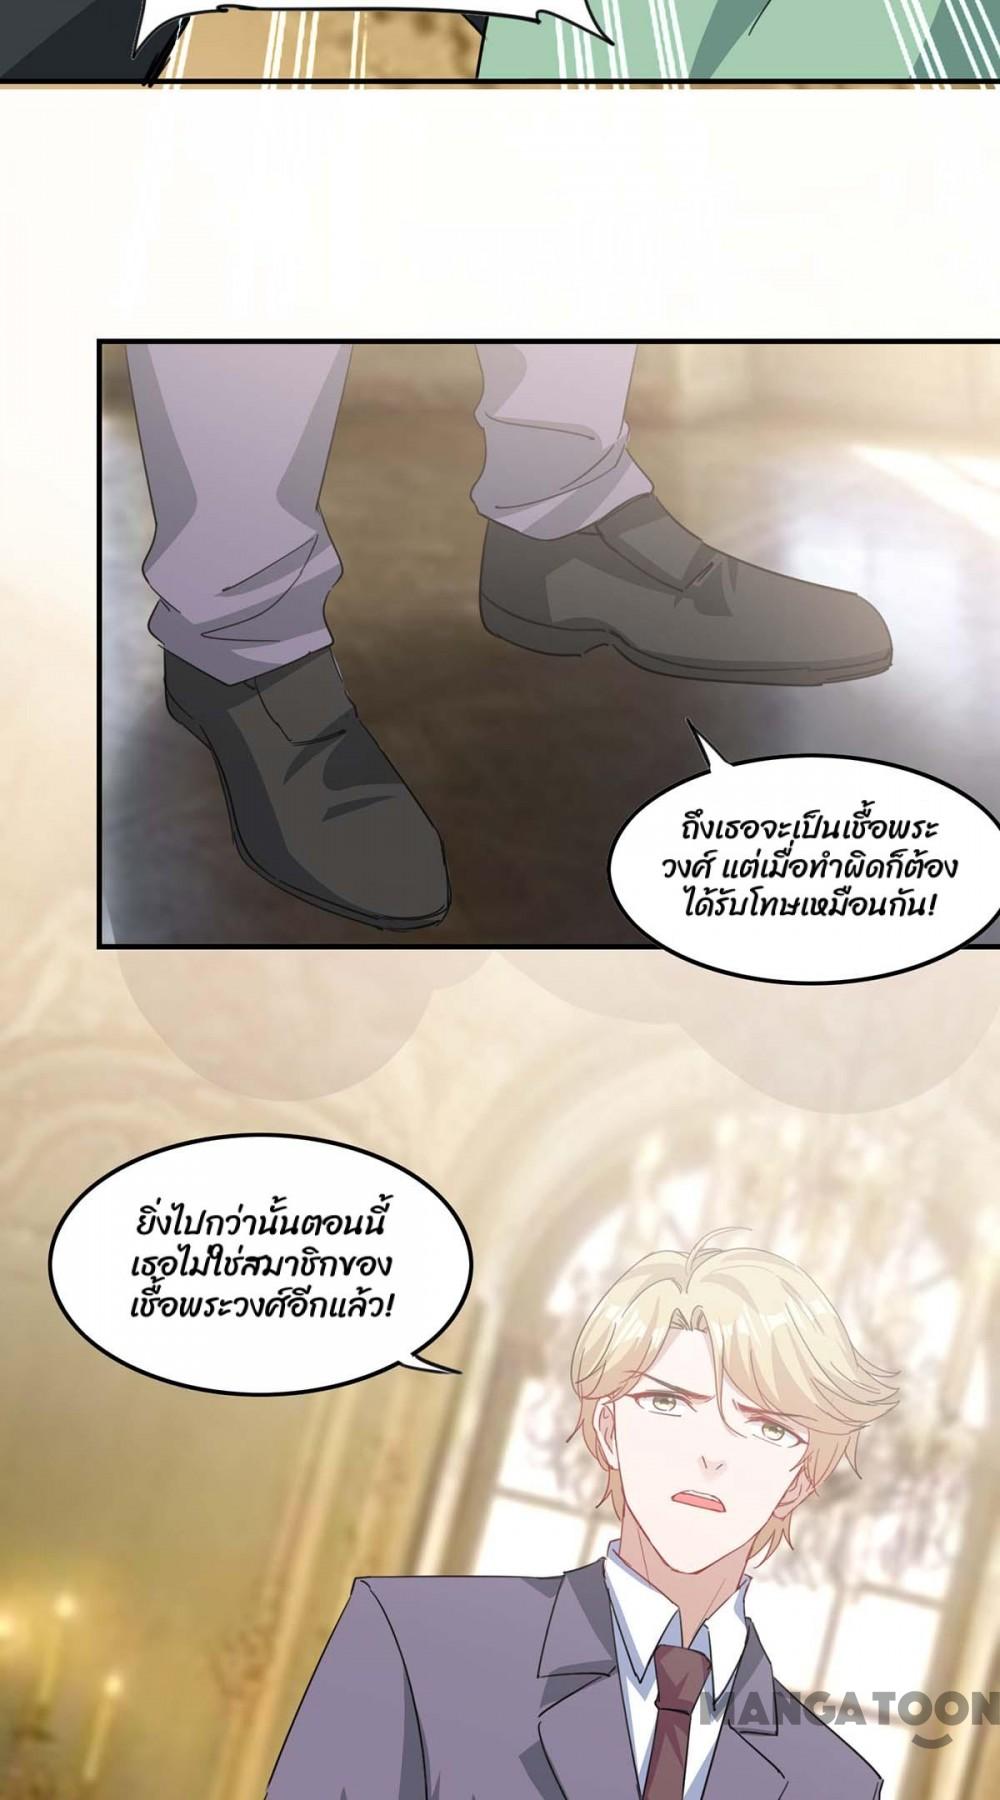 ถึงเธอจะเป็นเชื้อพระ
วงศ์ แต่เมื่อทำผิดก็ต้อง
ได้รับโทษเหมือนกัน!
ยิ่งไปกว่านั้นตอนนี้
เธอไม่ใช่สมาชิกของ
เชื้อพระวงศ์อีกแล้ว!
MANGATOON